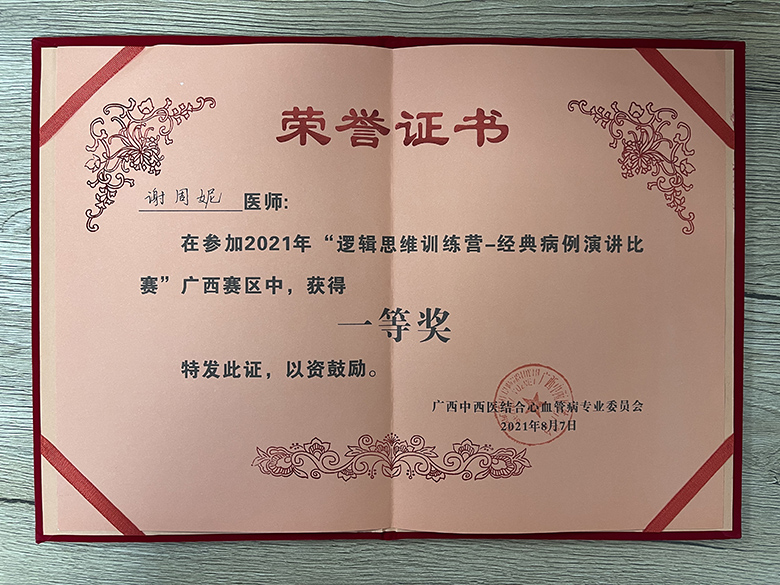 荣誉证书
谢周妮医师:
在参加2021年“逻辑思维训练营-经典病例演讲比
赛”广西赛区中，获得
一等奖
特发此证，以资鼓励。
广西中西医结合心血管病专业委员会
2021年8月7日